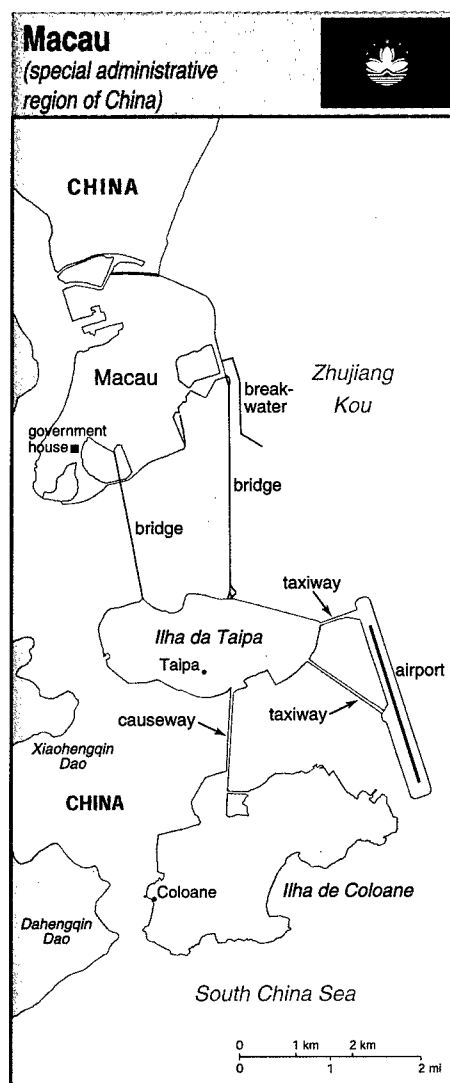 Macau
(special administrative
region of China)
CHINA
Macau
Zhujiang
Kou
break-
water
government
house
bridge
bridge
taxiway
Ilha da Taipa
Taipa
airport
causeway
taxiway
Xiaohengqin
Dao
CHINA
Coloane
Ilha de Coloane
Dahengqin
Dao
South China Sea
0 1 km 2 km
0 1 2 mi